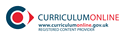 CURRICULUMONLINE
www.curriculumonline.gov.uk
REGISTERED CONTENT PROVIDER